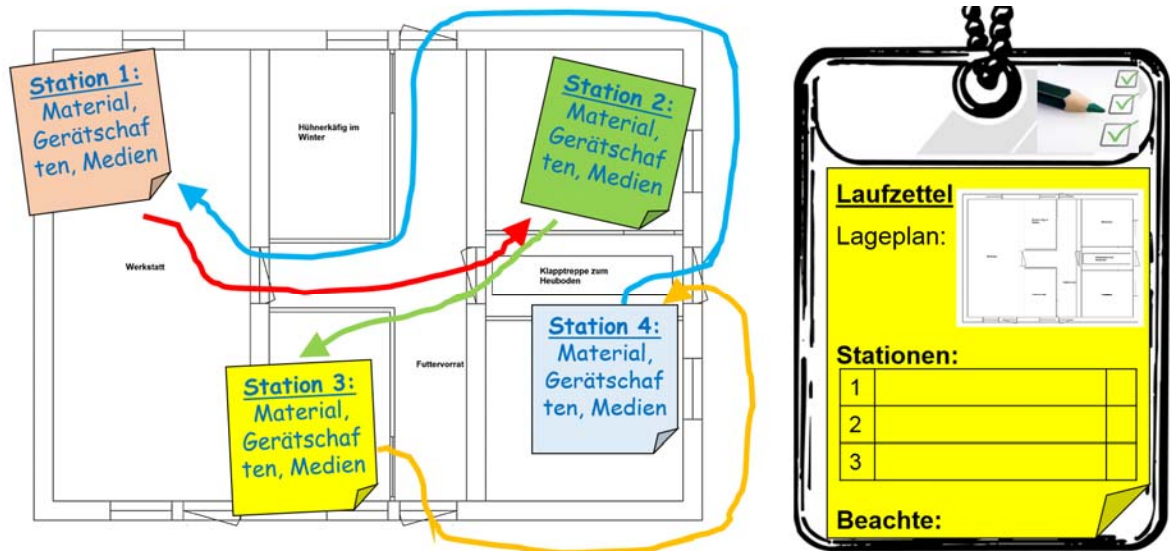 Station 1:
Material,
Gerätschaf
ten, Medien
Hühnerkäfig im
Winter
Station 2:
Material,
Gerätschaf
ten, Medien
Werkstatt
Klapptreppe zum
Heuboden
Station 3:
Material,
Gerätschaf
ten, Medien
Futtervorrat
Station 4:
Material,
Gerätschaf
ten, Medien
Laufzettel
Lageplan:
Stationen:
1
2
3
Beachte: